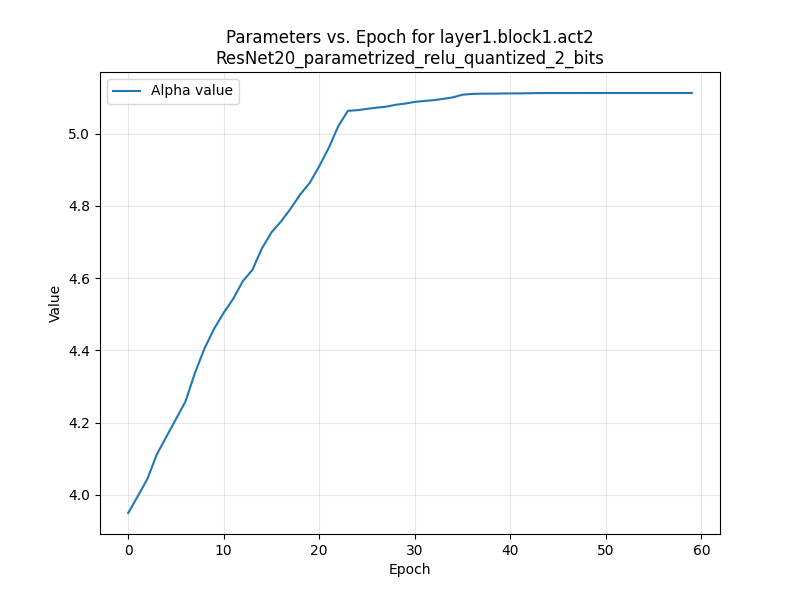 Parameters vs. Epoch for layer1.block1.act2
ResNet20_parametrized_relu_quantized_2_bits
Alpha value
5.0
4.8
4.6
4.4
4.2
4.0
Value
0 10 20 30 40 50 60
Epoch